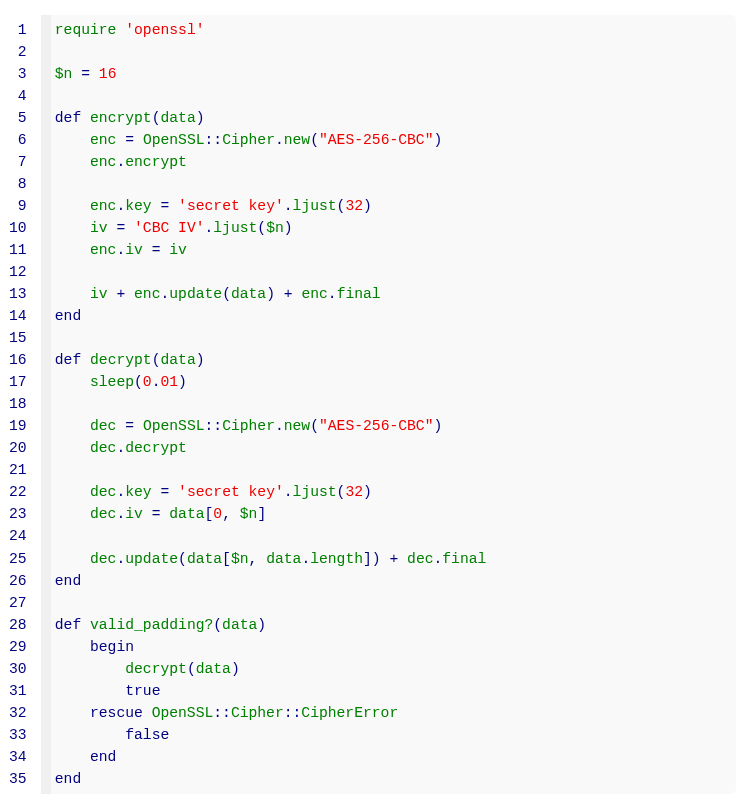 1 require 'openssl'
2
3 $n = 16
4
5 def encrypt(data)
6     enc = OpenSSL::Cipher.new("AES-256-CBC")
7     enc.encrypt
8
9     enc.key = 'secret key'.ljust(32)
10     iv = 'CBC IV'.ljust($n)
11     enc.iv = iv
12
13     iv + enc.update(data) + enc.final
14 end
15
16 def decrypt(data)
17     sleep(0.01)
18
19     dec = OpenSSL::Cipher.new("AES-256-CBC")
20     dec.decrypt
21
22     dec.key = 'secret key'.ljust(32)
23     dec.iv = data[0, $n]
24
25     dec.update(data[$n, data.length]) + dec.final
26 end
27
28 def valid_padding?(data)
29     begin
30         decrypt(data)
31         true
32     rescue OpenSSL::Cipher::CipherError
33         false
34     end
35 end